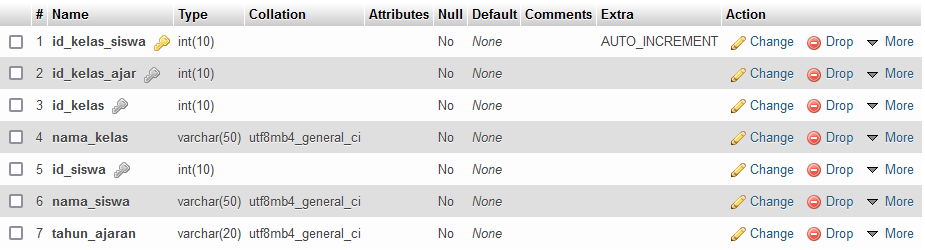 # Name Type Collation Attributes Null Default Comments Extra Action
1 id_kelas_siswa int(10) No None AUTO_INCREMENT Change Drop More
2 id_kelas_ajar int(10) No None Change Drop More
3 id_kelas int(10) No None Change Drop More
4 nama_kelas varchar(50) utf8mb4_general_ci No None Change Drop More
5 id_siswa int(10) No None Change Drop More
6 nama_siswa varchar(50) utf8mb4_general_ci No None Change Drop More
7 tahun_ajaran varchar(20) utf8mb4_general_ci No None Change Drop More